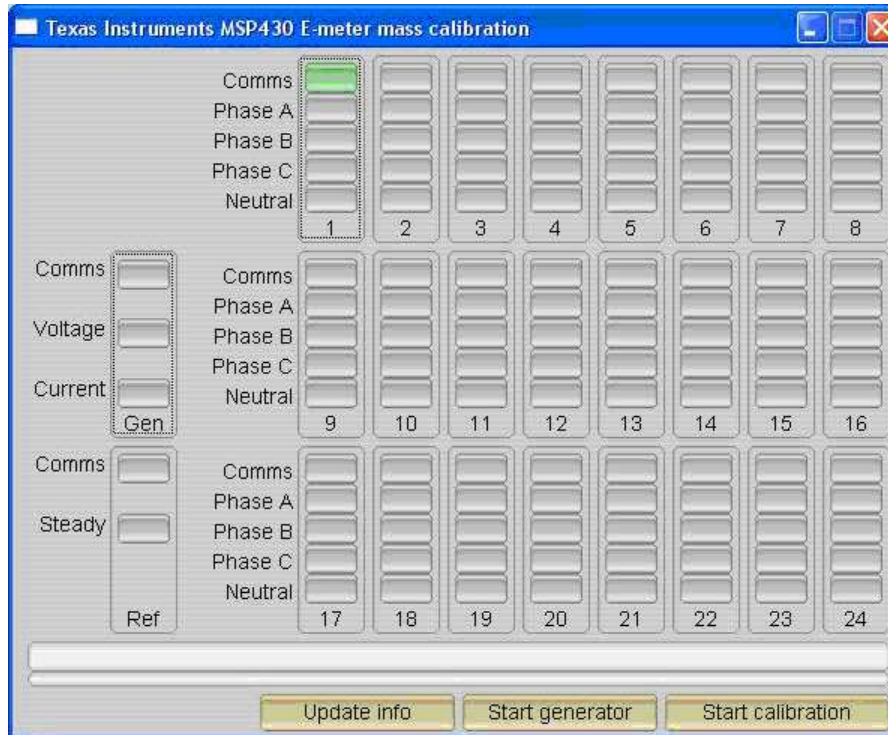 Texas Instruments MSP430 E-meter mass calibration
Comms
Phase A
Phase B
Phase C
Neutral
1 2 3 4 5 6 7 8
Comms
Voltage
Current
Gen
Comms
Phase A
Phase B
Phase C
Neutral
9 10 11 12 13 14 15 16
Comms
Steady
Ref
Comms
Phase A
Phase B
Phase C
Neutral
17 18 19 20 21 22 23 24
Update info Start generator Start calibration